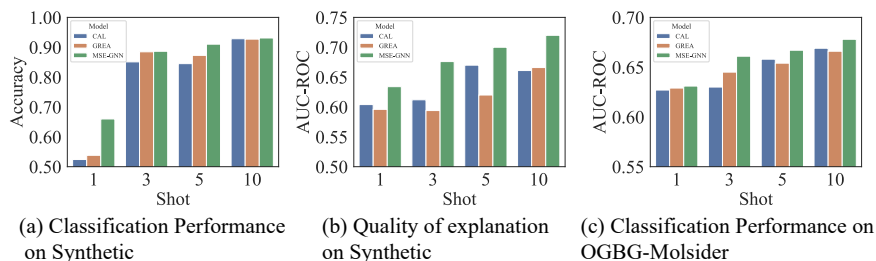 Accuracy
1.00
0.90
0.80
0.70
0.60
0.50
Model
CAL
GREA
MSE-GNN
1 3 5 10
Shot
(a) Classification Performance
on Synthetic
AUC-ROC
0.75
0.70
0.65
0.60
0.55
0.50
Model
CAL
GREA
MSE-GNN
1 3 5 10
Shot
(b) Quality of explanation
on Synthetic
AUC-ROC
0.70
0.65
0.60
0.55
Model
CAL
GREA
MSE-GNN
1 3 5 10
Shot
(c) Classification Performance on
OGBG-Molsider